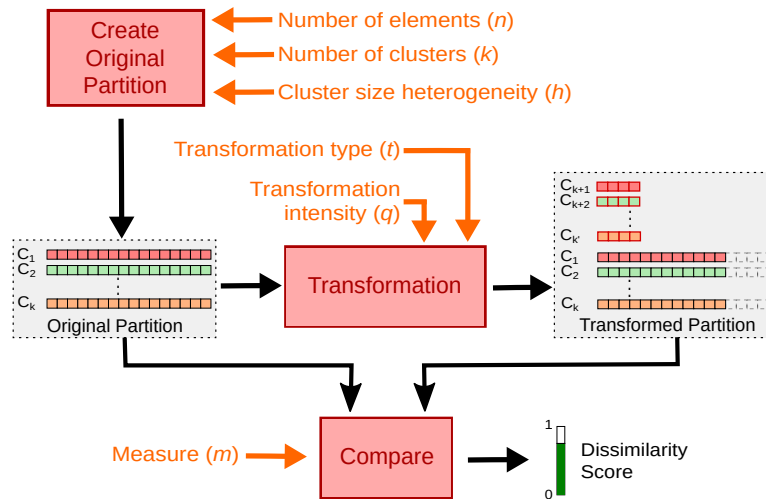 Create
Original
Partition
Number of elements (n)
Number of clusters (k)
Cluster size heterogeneity (h)
Transformation type (t)
Transformation
intensity (q)
C1
C2
Ck
Original Partition
Transformation
Ck+1
Ck+2
Ck'
C1
C2
Ck
Transformed Partition
Measure (m)
Compare
1
0
Dissimilarity
Score